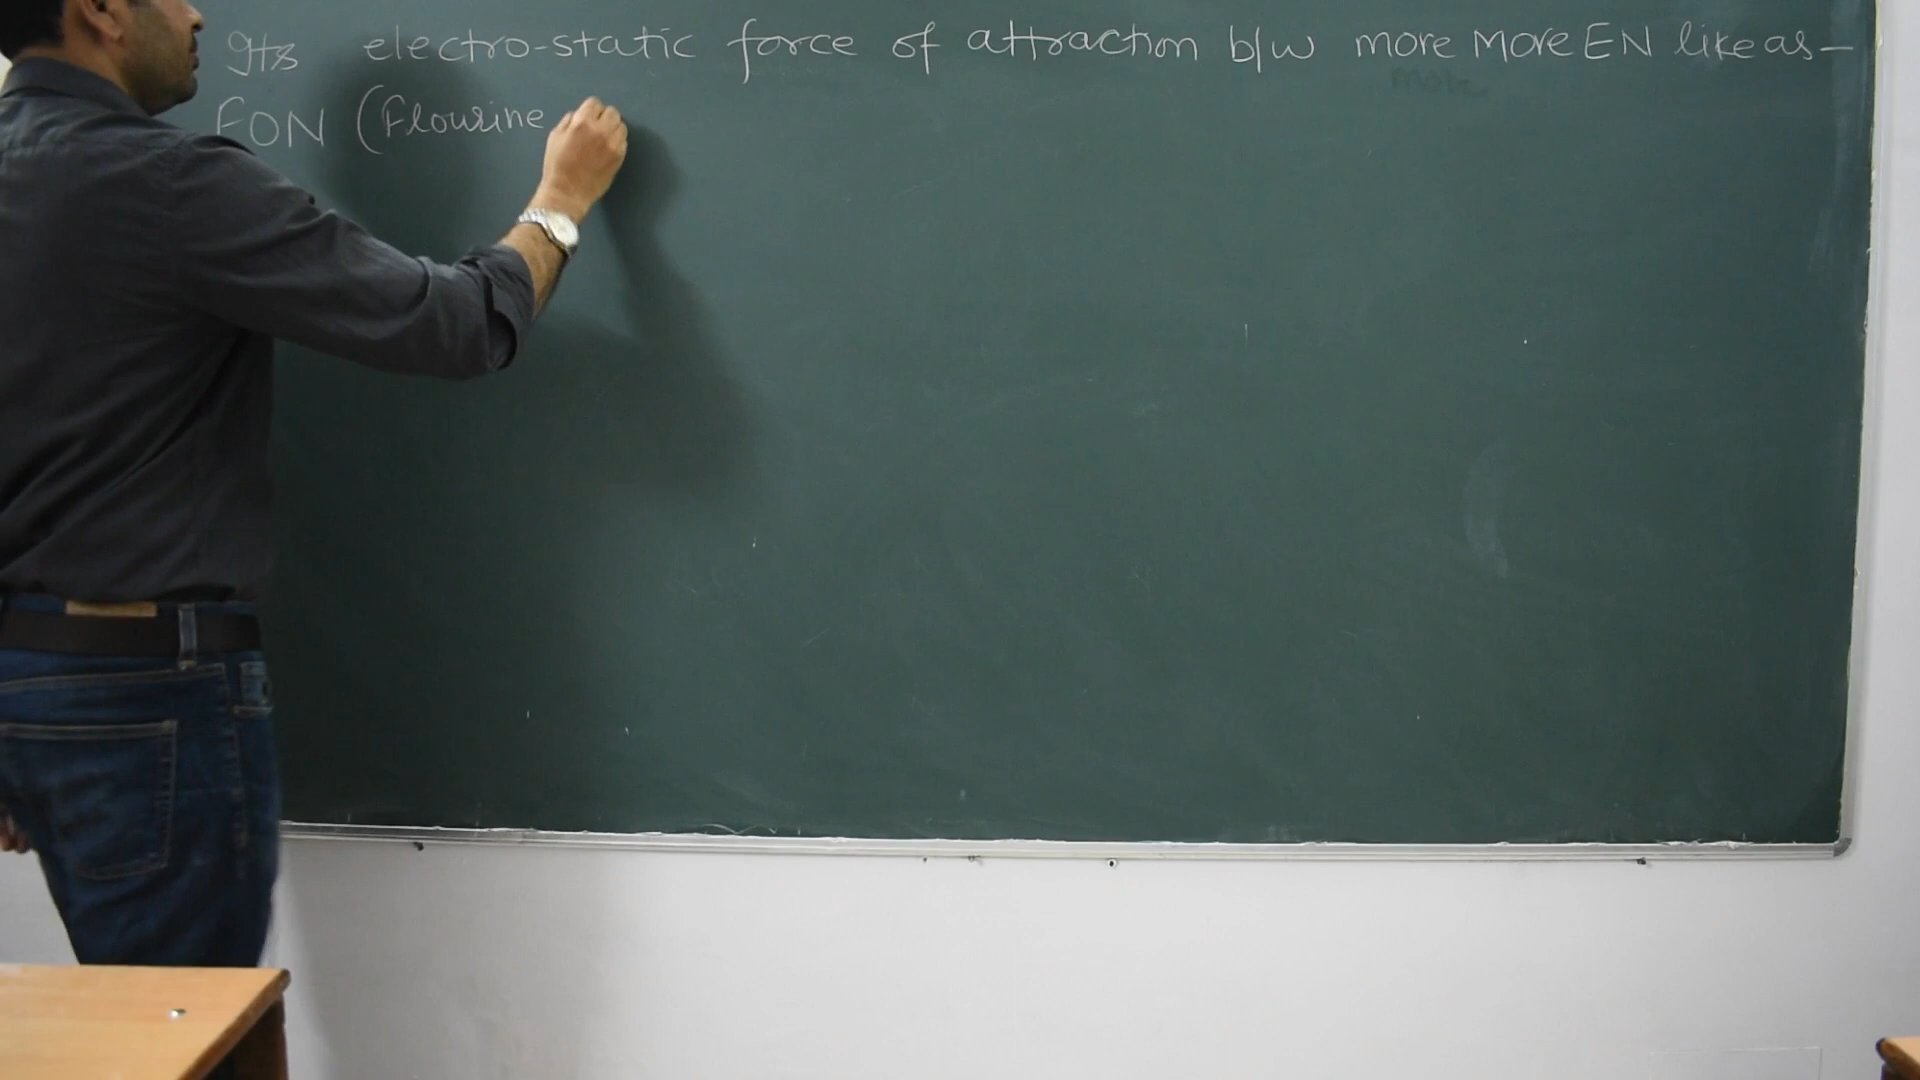 Its electro-static force of attraction b/w more More EN like as -
FON (Flourine